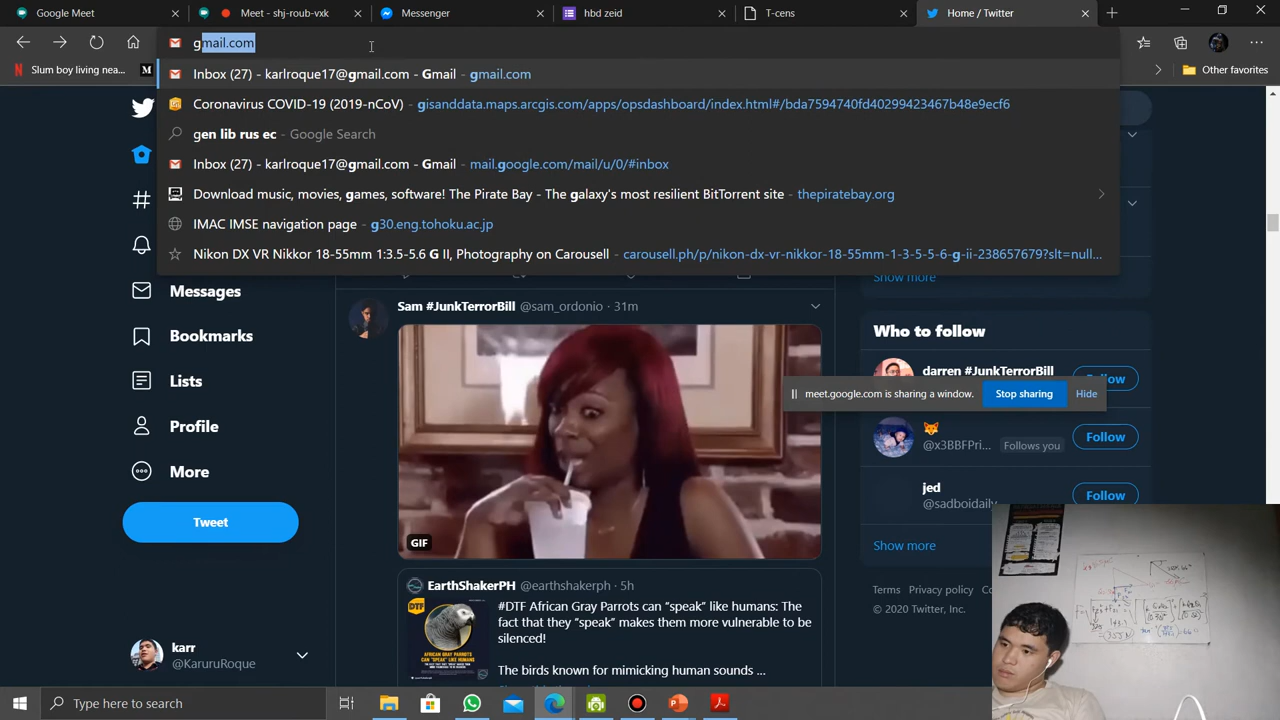 Google Meet
Meet - shj-roub-vxk
Messenger
hbd zeid
T-cens
Home / Twitter
gmail.com
Slum boy living nea...
Other favorites
Inbox (27) - karlroque17@gmail.com - Gmail - gmail.com
Coronavirus COVID-19 (2019-nCoV) - gisanddata.maps.arcgis.com/apps/opsdashboard/index.html#/bda7594740fd40299423467b48e9ecf6
gen lib rus ec - Google Search
Inbox (27) - karlroque17@gmail.com - Gmail - mail.google.com/mail/u/0/#inbox
Download music, movies, games, software! The Pirate Bay - The galaxy's most resilient BitTorrent site - thepiratebay.org
IMAC IMSE navigation page - g30.eng.tohoku.ac.jp
Nikon DX VR Nikkor 18-55mm 1:3.5-5.6 G II, Photography on Carousell - carousell.ph/p/nikon-dx-vr-nikkor-18-55mm-1-3-5-5-6-g-ii-238657679?slt=null...
Messages
Bookmarks
Lists
Profile
More
Tweet
karr
@KaruruRoque
Sam #JunkTerrorBill @sam_ordonio · 31m
GIF
EarthShakerPH @earthshakerph · 5h
DTF
#DTF African Gray Parrots can “speak” like humans: The
fact that they “speak” makes them more vulnerable to be
silenced!
The birds known for mimicking human sounds ...
Show more
Who to follow
darren #JunkTerrorBill
Follow
meet.google.com is sharing a window.
Stop sharing
Hide
@x3BBFPri... Follows you
Follow
jed
@sadboidaily
Follow
Show more
Terms Privacy policy
© 2020 Twitter, Inc.
Type here to search